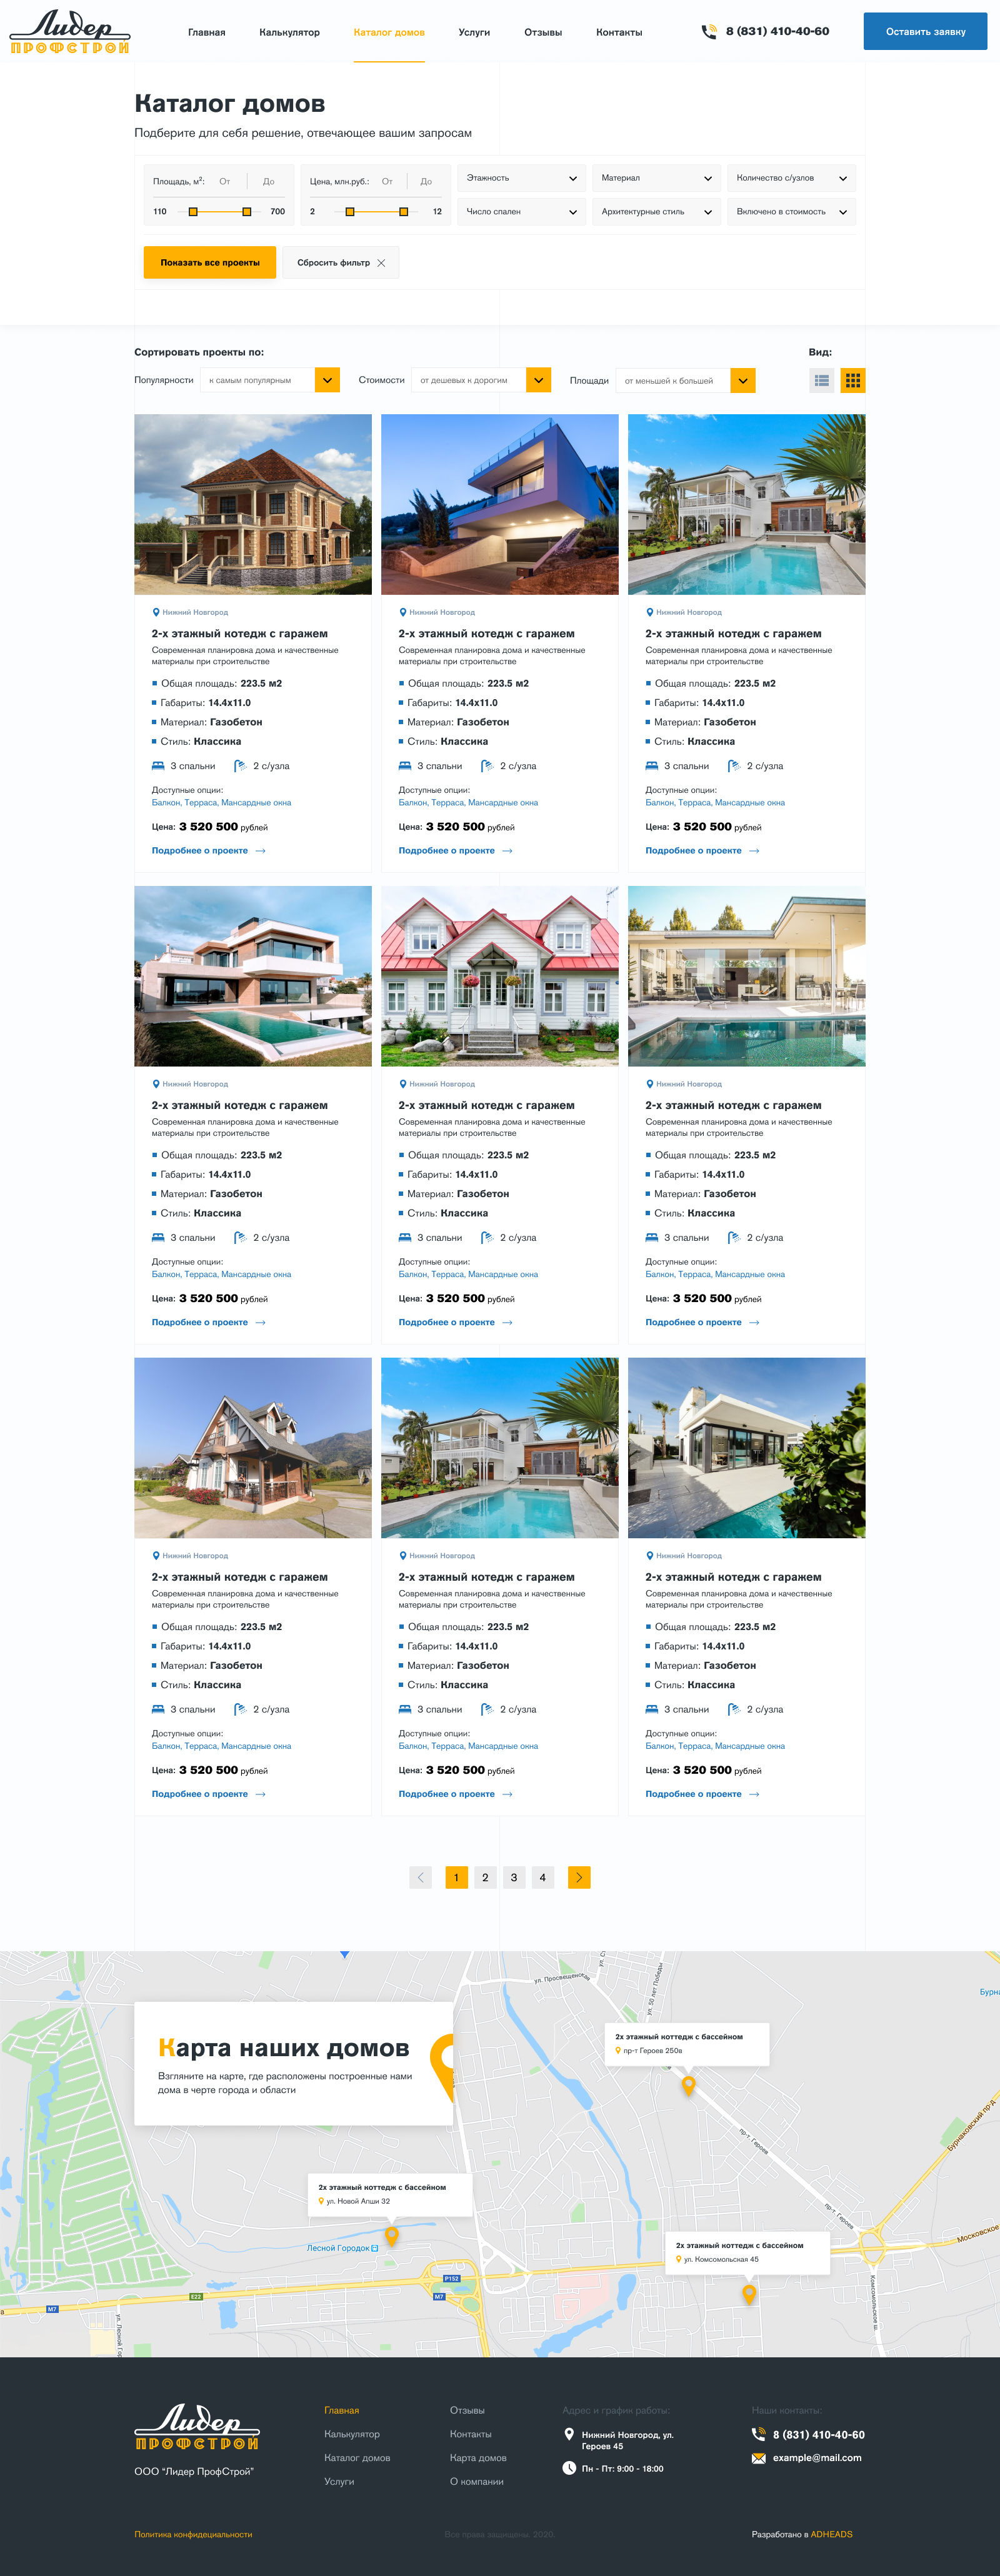 Лидер
ПРОФСТРОЙ
Главная
Калькулятор
Каталог домов
Услуги
Отзывы
Контакты
8 (831) 410-40-60
Оставить заявку
Каталог домов
Подберите для себя решение, отвечающее вашим запросам
Площадь, м²: От До
110 700
Цена, млн.руб.: От До
2 12
Этажность
Материал
Количество с/узлов
Число спален
Архитектурные стиль
Включено в стоимость
Показать все проекты
Сбросить фильтр
Сортировать проекты по:
Вид:
Популярности к самым популярным
Стоимости от дешевых к дорогим
Площади от меньшей к большей
Нижний Новгород
2-х этажный котедж с гаражем
Современная планировка дома и качественные
материалы при строительстве
Общая площадь: 223.5 м2
Габариты: 14.4x11.0
Материал: Газобетон
Стиль: Классика
3 спальни 2 с/узла
Доступные опции:
Балкон, Терраса, Мансардные окна
Цена: 3 520 500 рублей
Подробнее о проекте
Нижний Новгород
2-х этажный котедж с гаражем
Современная планировка дома и качественные
материалы при строительстве
Общая площадь: 223.5 м2
Габариты: 14.4x11.0
Материал: Газобетон
Стиль: Классика
3 спальни 2 с/узла
Доступные опции:
Балкон, Терраса, Мансардные окна
Цена: 3 520 500 рублей
Подробнее о проекте
Нижний Новгород
2-х этажный котедж с гаражем
Современная планировка дома и качественные
материалы при строительстве
Общая площадь: 223.5 м2
Габариты: 14.4x11.0
Материал: Газобетон
Стиль: Классика
3 спальни 2 с/узла
Доступные опции:
Балкон, Терраса, Мансардные окна
Цена: 3 520 500 рублей
Подробнее о проекте
Нижний Новгород
2-х этажный котедж с гаражем
Современная планировка дома и качественные
материалы при строительстве
Общая площадь: 223.5 м2
Габариты: 14.4x11.0
Материал: Газобетон
Стиль: Классика
3 спальни 2 с/узла
Доступные опции:
Балкон, Терраса, Мансардные окна
Цена: 3 520 500 рублей
Подробнее о проекте
Нижний Новгород
2-х этажный котедж с гаражем
Современная планировка дома и качественные
материалы при строительстве
Общая площадь: 223.5 м2
Габариты: 14.4x11.0
Материал: Газобетон
Стиль: Классика
3 спальни 2 с/узла
Доступные опции:
Балкон, Терраса, Мансардные окна
Цена: 3 520 500 рублей
Подробнее о проекте
Нижний Новгород
2-х этажный котедж с гаражем
Современная планировка дома и качественные
материалы при строительстве
Общая площадь: 223.5 м2
Габариты: 14.4x11.0
Материал: Газобетон
Стиль: Классика
3 спальни 2 с/узла
Доступные опции:
Балкон, Терраса, Мансардные окна
Цена: 3 520 500 рублей
Подробнее о проекте
Нижний Новгород
2-х этажный котедж с гаражем
Современная планировка дома и качественные
материалы при строительстве
Общая площадь: 223.5 м2
Габариты: 14.4x11.0
Материал: Газобетон
Стиль: Классика
3 спальни 2 с/узла
Доступные опции:
Балкон, Терраса, Мансардные окна
Цена: 3 520 500 рублей
Подробнее о проекте
Нижний Новгород
2-х этажный котедж с гаражем
Современная планировка дома и качественные
материалы при строительстве
Общая площадь: 223.5 м2
Габариты: 14.4x11.0
Материал: Газобетон
Стиль: Классика
3 спальни 2 с/узла
Доступные опции:
Балкон, Терраса, Мансардные окна
Цена: 3 520 500 рублей
Подробнее о проекте
Нижний Новгород
2-х этажный котедж с гаражем
Современная планировка дома и качественные
материалы при строительстве
Общая площадь: 223.5 м2
Габариты: 14.4x11.0
Материал: Газобетон
Стиль: Классика
3 спальни 2 с/узла
Доступные опции:
Балкон, Терраса, Мансардные окна
Цена: 3 520 500 рублей
Подробнее о проекте
1 2 3 4
ул. Просвещенская
ул. 50 лет Победы
Карта наших домов
Взгляните на карте, где расположены построенные нами
дома в черте города и области
2х этажный коттедж с бассейном
пр-т Героев 250в
пр-т. Героев
Бурнаковский пр-д
2х этажный коттедж с бассейном
ул. Новой Алши 32
пр-т. Героев
Московское
Лесной Городок
2х этажный коттедж с бассейном
ул. Комсомольская 45
Р152
М7
Е22
М7
Комсомольское ш.
Лидер
ПРОФСТРОЙ
ООО “Лидер ПрофСтрой”
Главная
Калькулятор
Каталог домов
Услуги
Отзывы
Контакты
Карта домов
О компании
Адрес и график работы:
Нижний Новгород, ул.
Героев 45
Пн - Пт: 9:00 - 18:00
Наши контакты:
8 (831) 410-40-60
example@mail.com
Политика конфидециальности
Все права защищены. 2020.
Разработано в ADHEADS